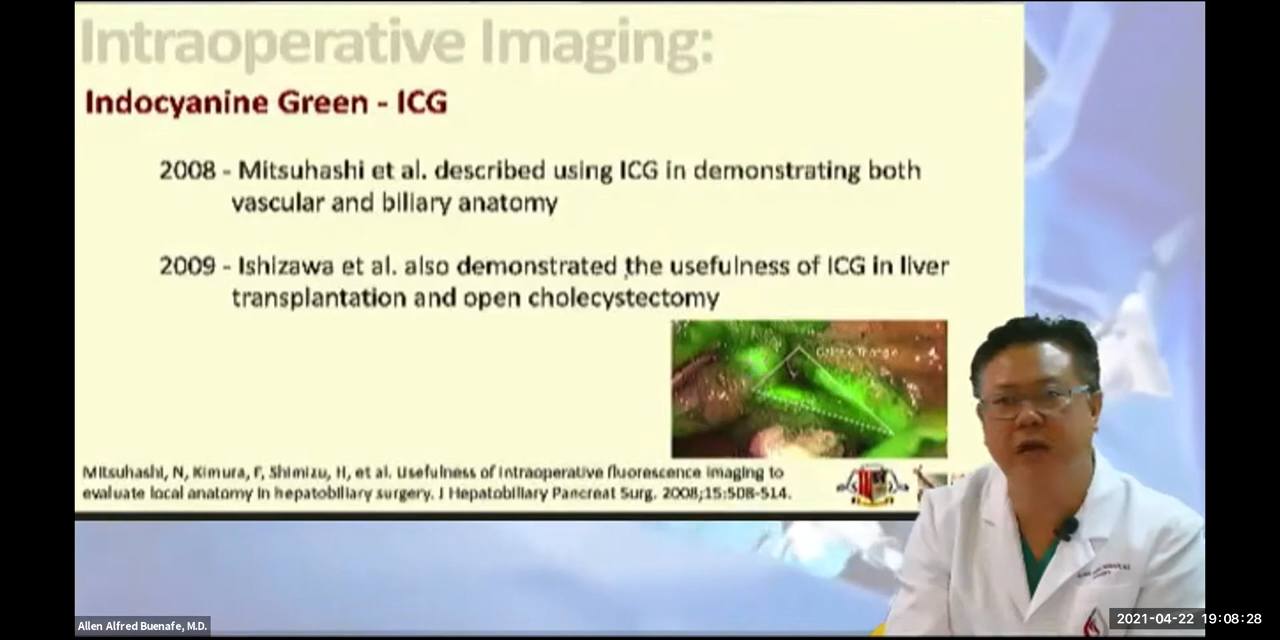 Intraoperative Imaging:
Indocyanine Green - ICG
2008 - Mitsuhashi et al. described using ICG in demonstrating both
vascular and biliary anatomy
2009 - Ishizawa et al. also demonstrated the usefulness of ICG in liver
transplantation and open cholecystectomy
Mitsuhashi, N, Kimura, F, Shimizu, H, et al. Usefulness of intraoperative fluorescence imaging to
evaluate local anatomy in hepatobiliary surgery. J Hepatobiliary Pancreat Surg. 2008;15:508-514.
Allen Alfred Buenafe, M.D.
2021-04-22 19:08:28